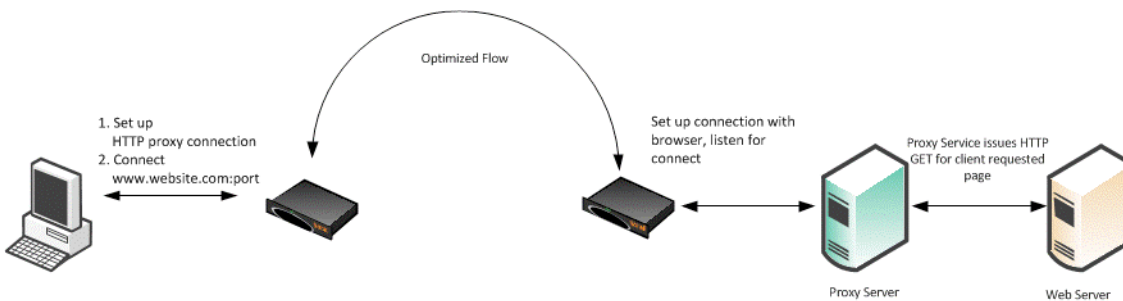 Optimized Flow
1. Set up
HTTP proxy connection
2. Connect
www.website.com:port
Set up connection with
browser, listen for
connect
Proxy Service issues HTTP
GET for client requested
page
Proxy Server
Web Server